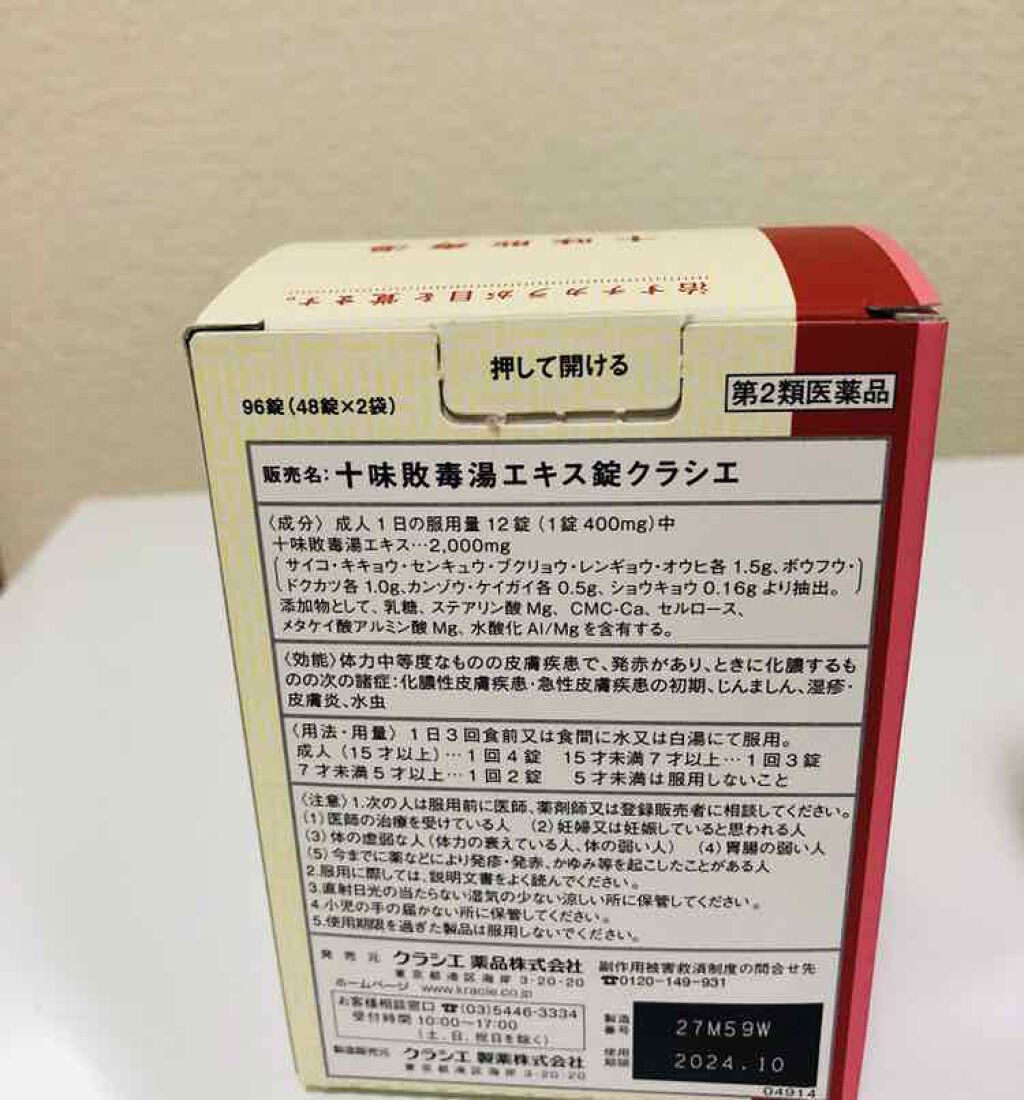 十味敗毒湯
治すチカラが目を覚ます。
押して開ける
96錠(48錠×2袋)
第2類医薬品
販売名:十味敗毒湯エキス錠クラシエ
〈成分〉成人1日の服用量12錠(1錠400mg)中
十味敗毒湯エキス…2,000mg
サイコ・キキョウ・センキュウ・ブクリョウ・レンギョウ・オウヒ各1.5g、ボウフウ・
ドクカツ各1.0g、カンゾウ・ケイガイ各0.5g、ショウキョウ0.16gより抽出。
添加物として、乳糖、ステアリン酸Mg、CMC-Ca、セルロース、
メタケイ酸アルミン酸Mg、水酸化Al/Mgを含有する。
〈効能〉体力中等度なものの皮膚疾患で、発赤があり、ときに化膿するも
のの次の諸症:化膿性皮膚疾患・急性皮膚疾患の初期、じんましん、湿疹・
皮膚炎、水虫
〈用法・用量〉1日3回食前又は食間に水又は白湯にて服用。
成人(15才以上)…1回4錠 15才未満7才以上…1回3錠
7才未満5才以上…1回2錠 5才未満は服用しないこと
〈注意〉1.次の人は服用前に医師、薬剤師又は登録販売者に相談してください。
(1)医師の治療を受けている人 (2)妊婦又は妊娠していると思われる人
(3)体の虚弱な人(体力の衰えている人、体の弱い人) (4)胃腸の弱い人
(5)今までに薬などにより発疹・発赤、かゆみ等を起こしたことがある人
2.服用に際しては、説明文書をよく読んでください。
3.直射日光の当たらない湿気の少ない涼しい所に保管してください。
4.小児の手の届かない所に保管してください。
5.使用期限を過ぎた製品は服用しないでください。
発売元 クラシエ薬品株式会社
東京都港区海岸3-20-20
ホームページ www.kracie.co.jp
お客様相談窓口 ☎(03)5446-3334
受付時間 10:00~17:00
(土、日、祝日を除く)
製造販売元 クラシエ製薬株式会社
東京都港区海岸3-20-20
副作用被害救済制度の問合せ先
☎0120-149-931
製造番号 27M59W
使用期限 2024.10
04914